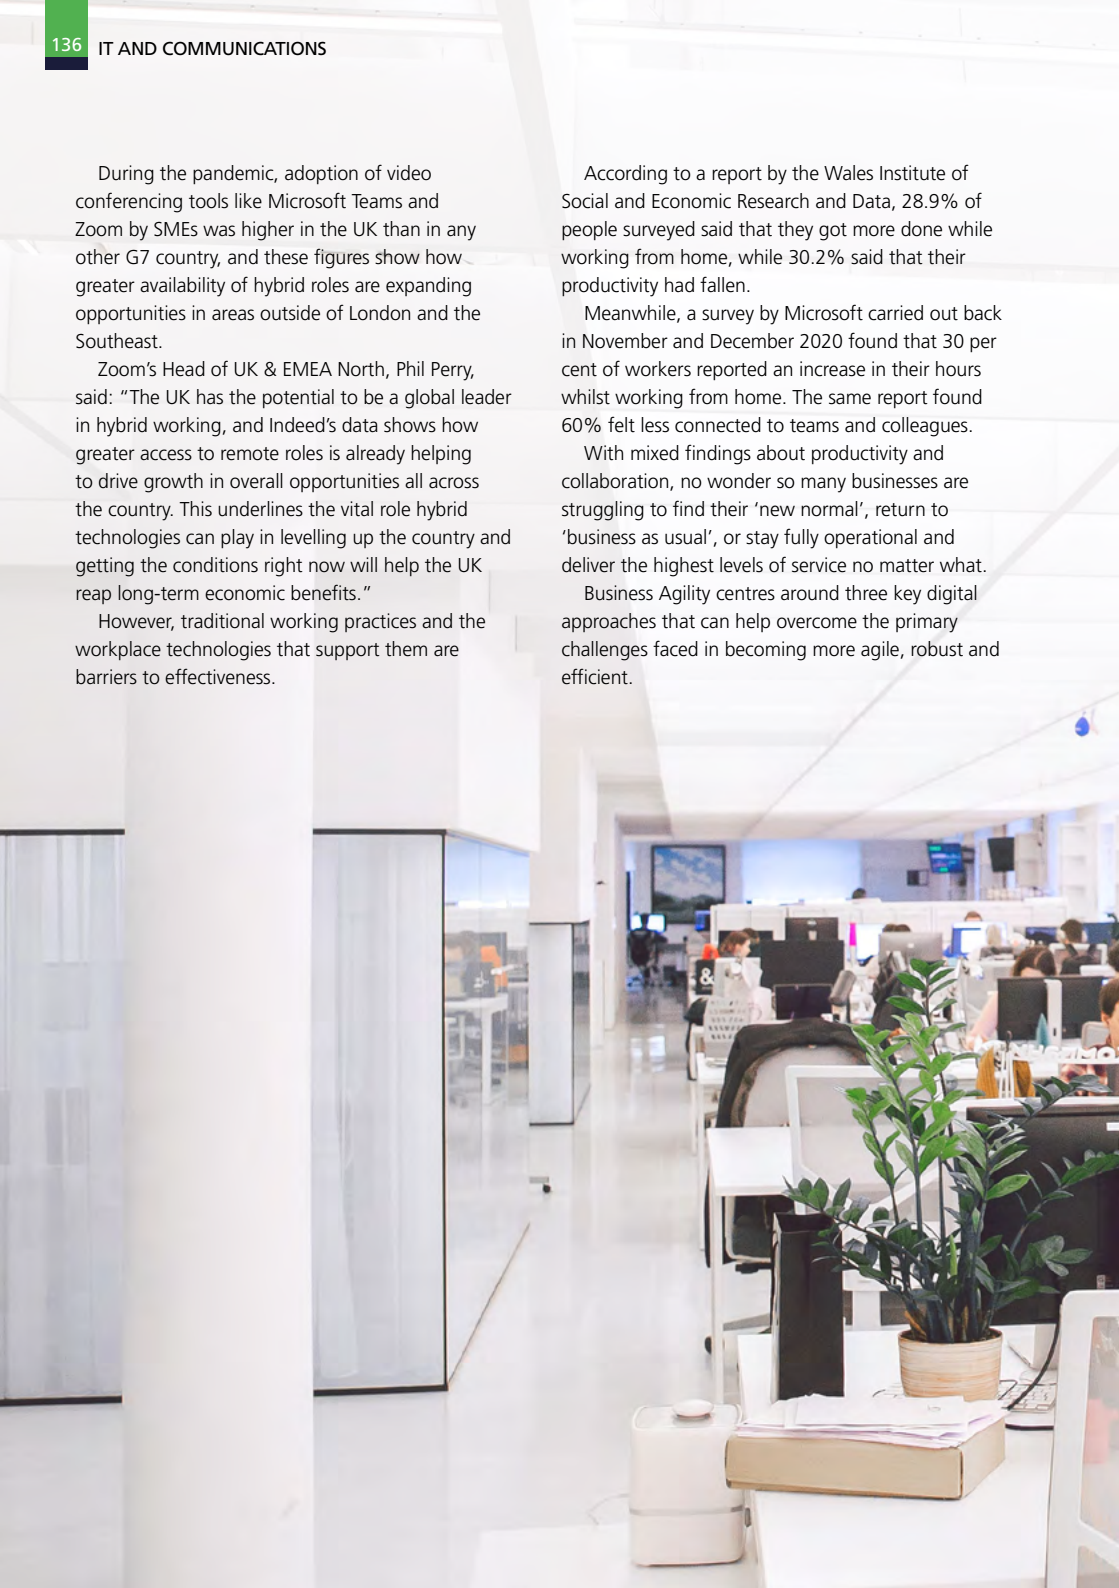 136 IT AND COMMUNICATIONS
During the pandemic, adoption of video
conferencing tools like Microsoft Teams and
Zoom by SMEs was higher in the UK than in any
other G7 country, and these figures show how
greater availability of hybrid roles are expanding
opportunities in areas outside of London and the
Southeast.
Zoom’s Head of UK & EMEA North, Phil Perry,
said: “The UK has the potential to be a global leader
in hybrid working, and Indeed’s data shows how
greater access to remote roles is already helping
to drive growth in overall opportunities all across
the country. This underlines the vital role hybrid
technologies can play in levelling up the country and
getting the conditions right now will help the UK
reap long-term economic benefits.”
However, traditional working practices and the
workplace technologies that support them are
barriers to effectiveness.
According to a report by the Wales Institute of
Social and Economic Research and Data, 28.9% of
people surveyed said that they got more done while
working from home, while 30.2% said that their
productivity had fallen.
Meanwhile, a survey by Microsoft carried out back
in November and December 2020 found that 30 per
cent of workers reported an increase in their hours
whilst working from home. The same report found
60% felt less connected to teams and colleagues.
With mixed findings about productivity and
collaboration, no wonder so many businesses are
struggling to find their ‘new normal’, return to
‘business as usual’, or stay fully operational and
deliver the highest levels of service no matter what.
Business Agility centres around three key digital
approaches that can help overcome the primary
challenges faced in becoming more agile, robust and
efficient.
&